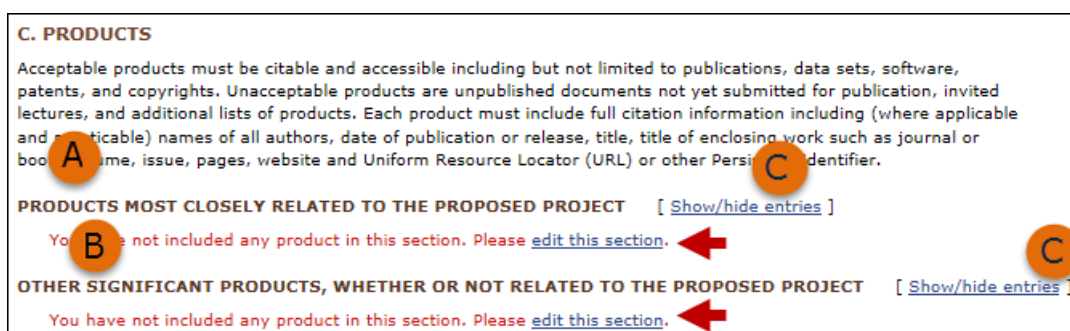 C. PRODUCTS
Acceptable products must be citable and accessible including but not limited to publications, data sets, software,
patents, and copyrights. Unacceptable products are unpublished documents not yet submitted for publication, invited
lectures, and additional lists of products. Each product must include full citation information including (where applicable
and practicable) names of all authors, date of publication or release, title, title of enclosing work such as journal or
A
ume, issue, pages, website and Uniform Resource Locator (URL) or other Identifier.
C
PRODUCTS MOST CLOSELY RELATED TO THE PROPOSED PROJECT [ Show/hide entries ]
B
not included any product in this section. Please edit this section.
C
OTHER SIGNIFICANT PRODUCTS, WHETHER OR NOT RELATED TO THE PROPOSED PROJECT [ Show/hide entries ]
You have not included any product in this section. Please edit this section.